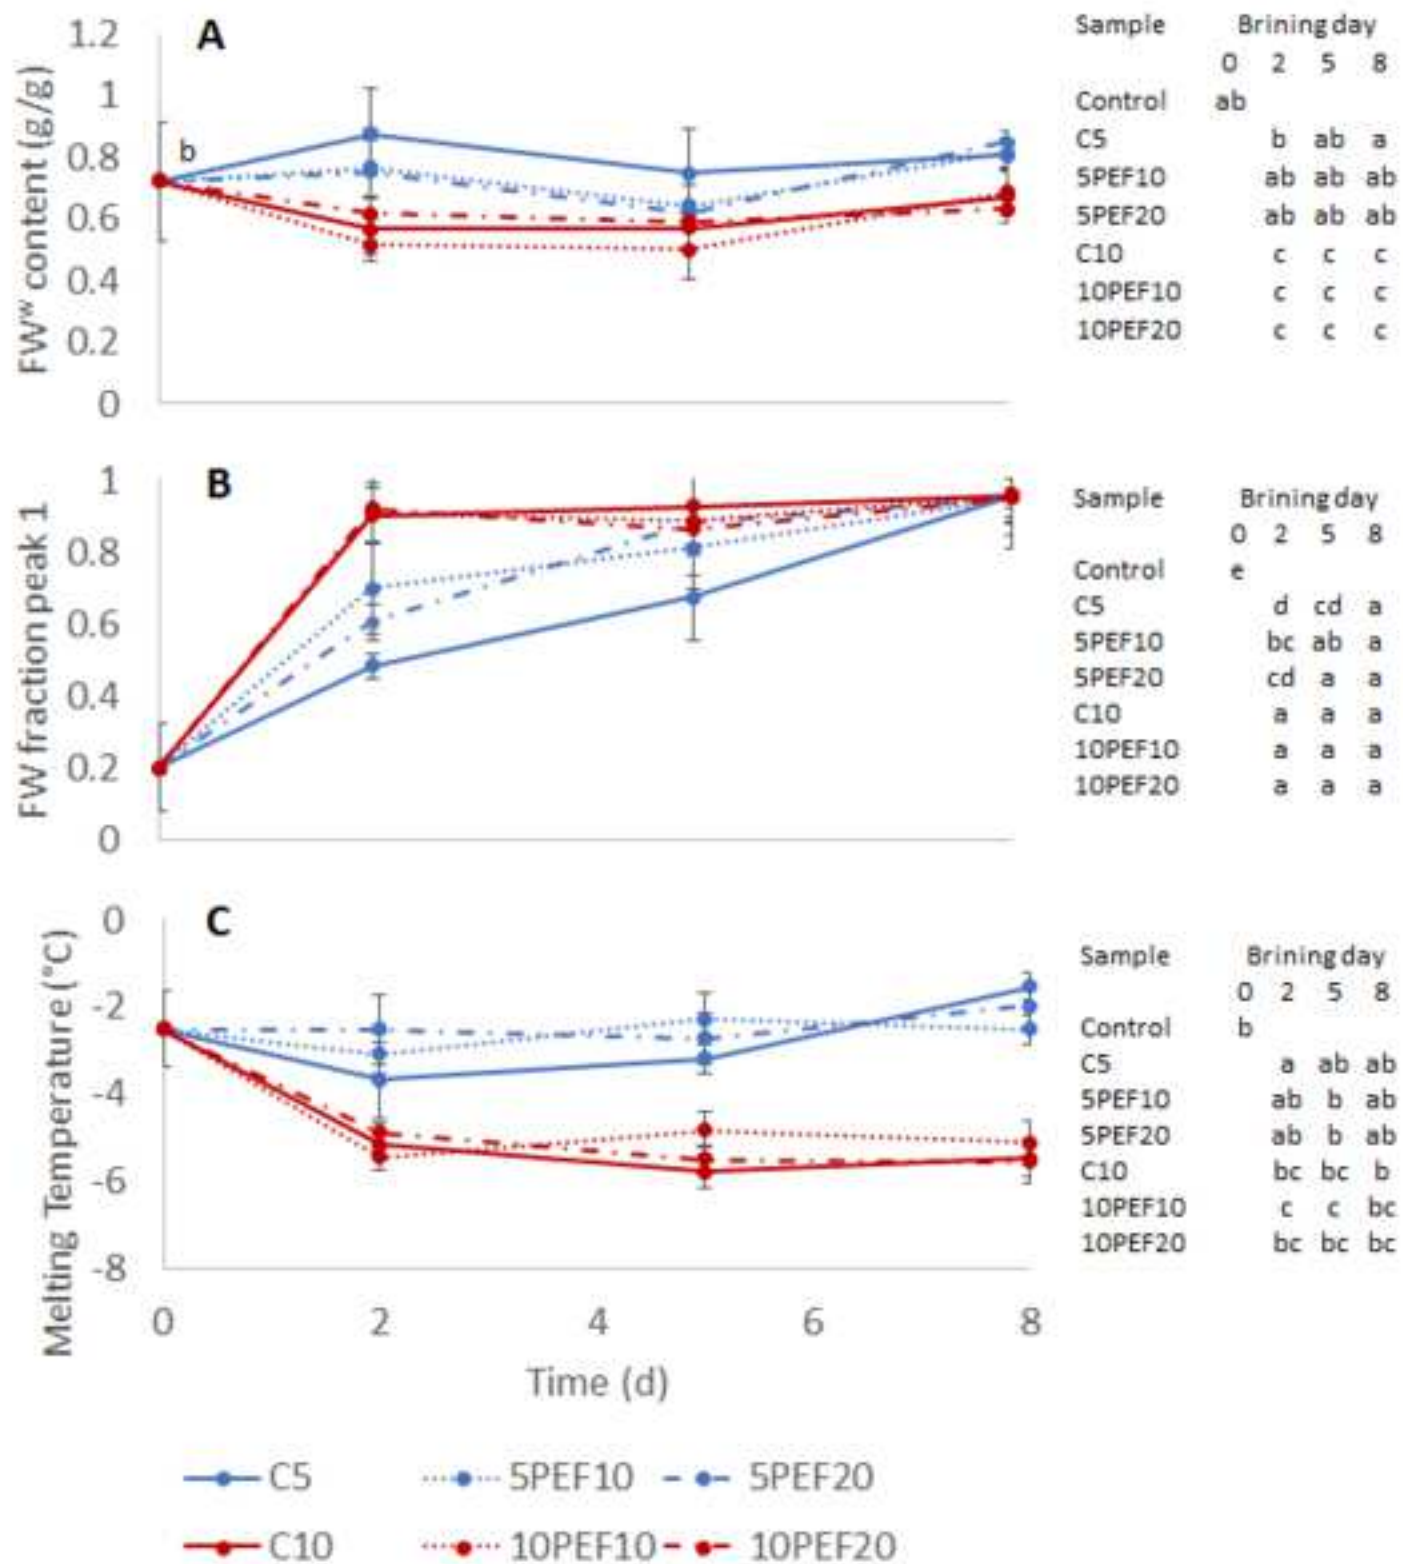 A
FWʷ content (g/g)
1.2
1
0.8
0.6
0.4
0.2
0
b
Sample Brining day
0 2 5 8
Control ab
C5 b ab a
5PEF10 ab ab ab
5PEF20 ab ab ab
C10 c c c
10PEF10 c c c
10PEF20 c c c
B
FW fraction peak 1
1
0.8
0.6
0.4
0.2
0
Sample Brining day
0 2 5 8
Control e
C5 d cd a
5PEF10 bc ab a
5PEF20 cd a a
C10 a a a
10PEF10 a a a
10PEF20 a a a
C
Melting Temperature (°C)
0
-2
-4
-6
-8
Sample Brining day
0 2 5 8
Control b
C5 a ab ab
5PEF10 ab b ab
5PEF20 ab b ab
C10 bc bc b
10PEF10 c c bc
10PEF20 bc bc bc
0 2 4 6 8
Time (d)
C5 5PEF10 5PEF20
C10 10PEF10 10PEF20